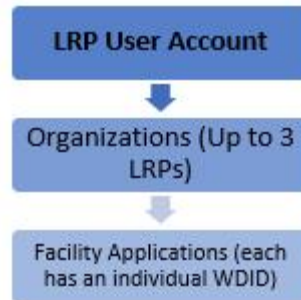 LRP User Account
Organizations (Up to 3
LRPs)
Facility Applications (each
has an individual WDID)